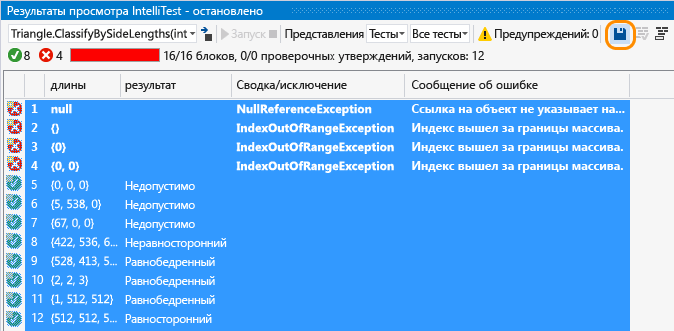 Результаты просмотра IntelliTest - остановлено
Triangle.ClassifyBySideLengths(int Запуск Представления Тесты Все тесты Предупреждений: 0
8 4 16/16 блоков, 0/0 проверочных утверждений, запусков: 12
длины результат Сводка/исключение Сообщение об ошибке
1 null NullReferenceException Ссылка на объект не указывает на...
2 {} IndexOutOfRangeException Индекс вышел за границы массива.
3 {0} IndexOutOfRangeException Индекс вышел за границы массива.
4 {0, 0} IndexOutOfRangeException Индекс вышел за границы массива.
5 {0, 0, 0} Недопустимо
6 {5, 538, 0} Недопустимо
7 {67, 0, 0} Недопустимо
8 {422, 536, 6... Неравносторонний
9 {528, 413, 5... Равнобедренный
10 {2, 2, 3} Равнобедренный
11 {1, 512, 512} Равнобедренный
12 {512, 512, 5... Равносторонний